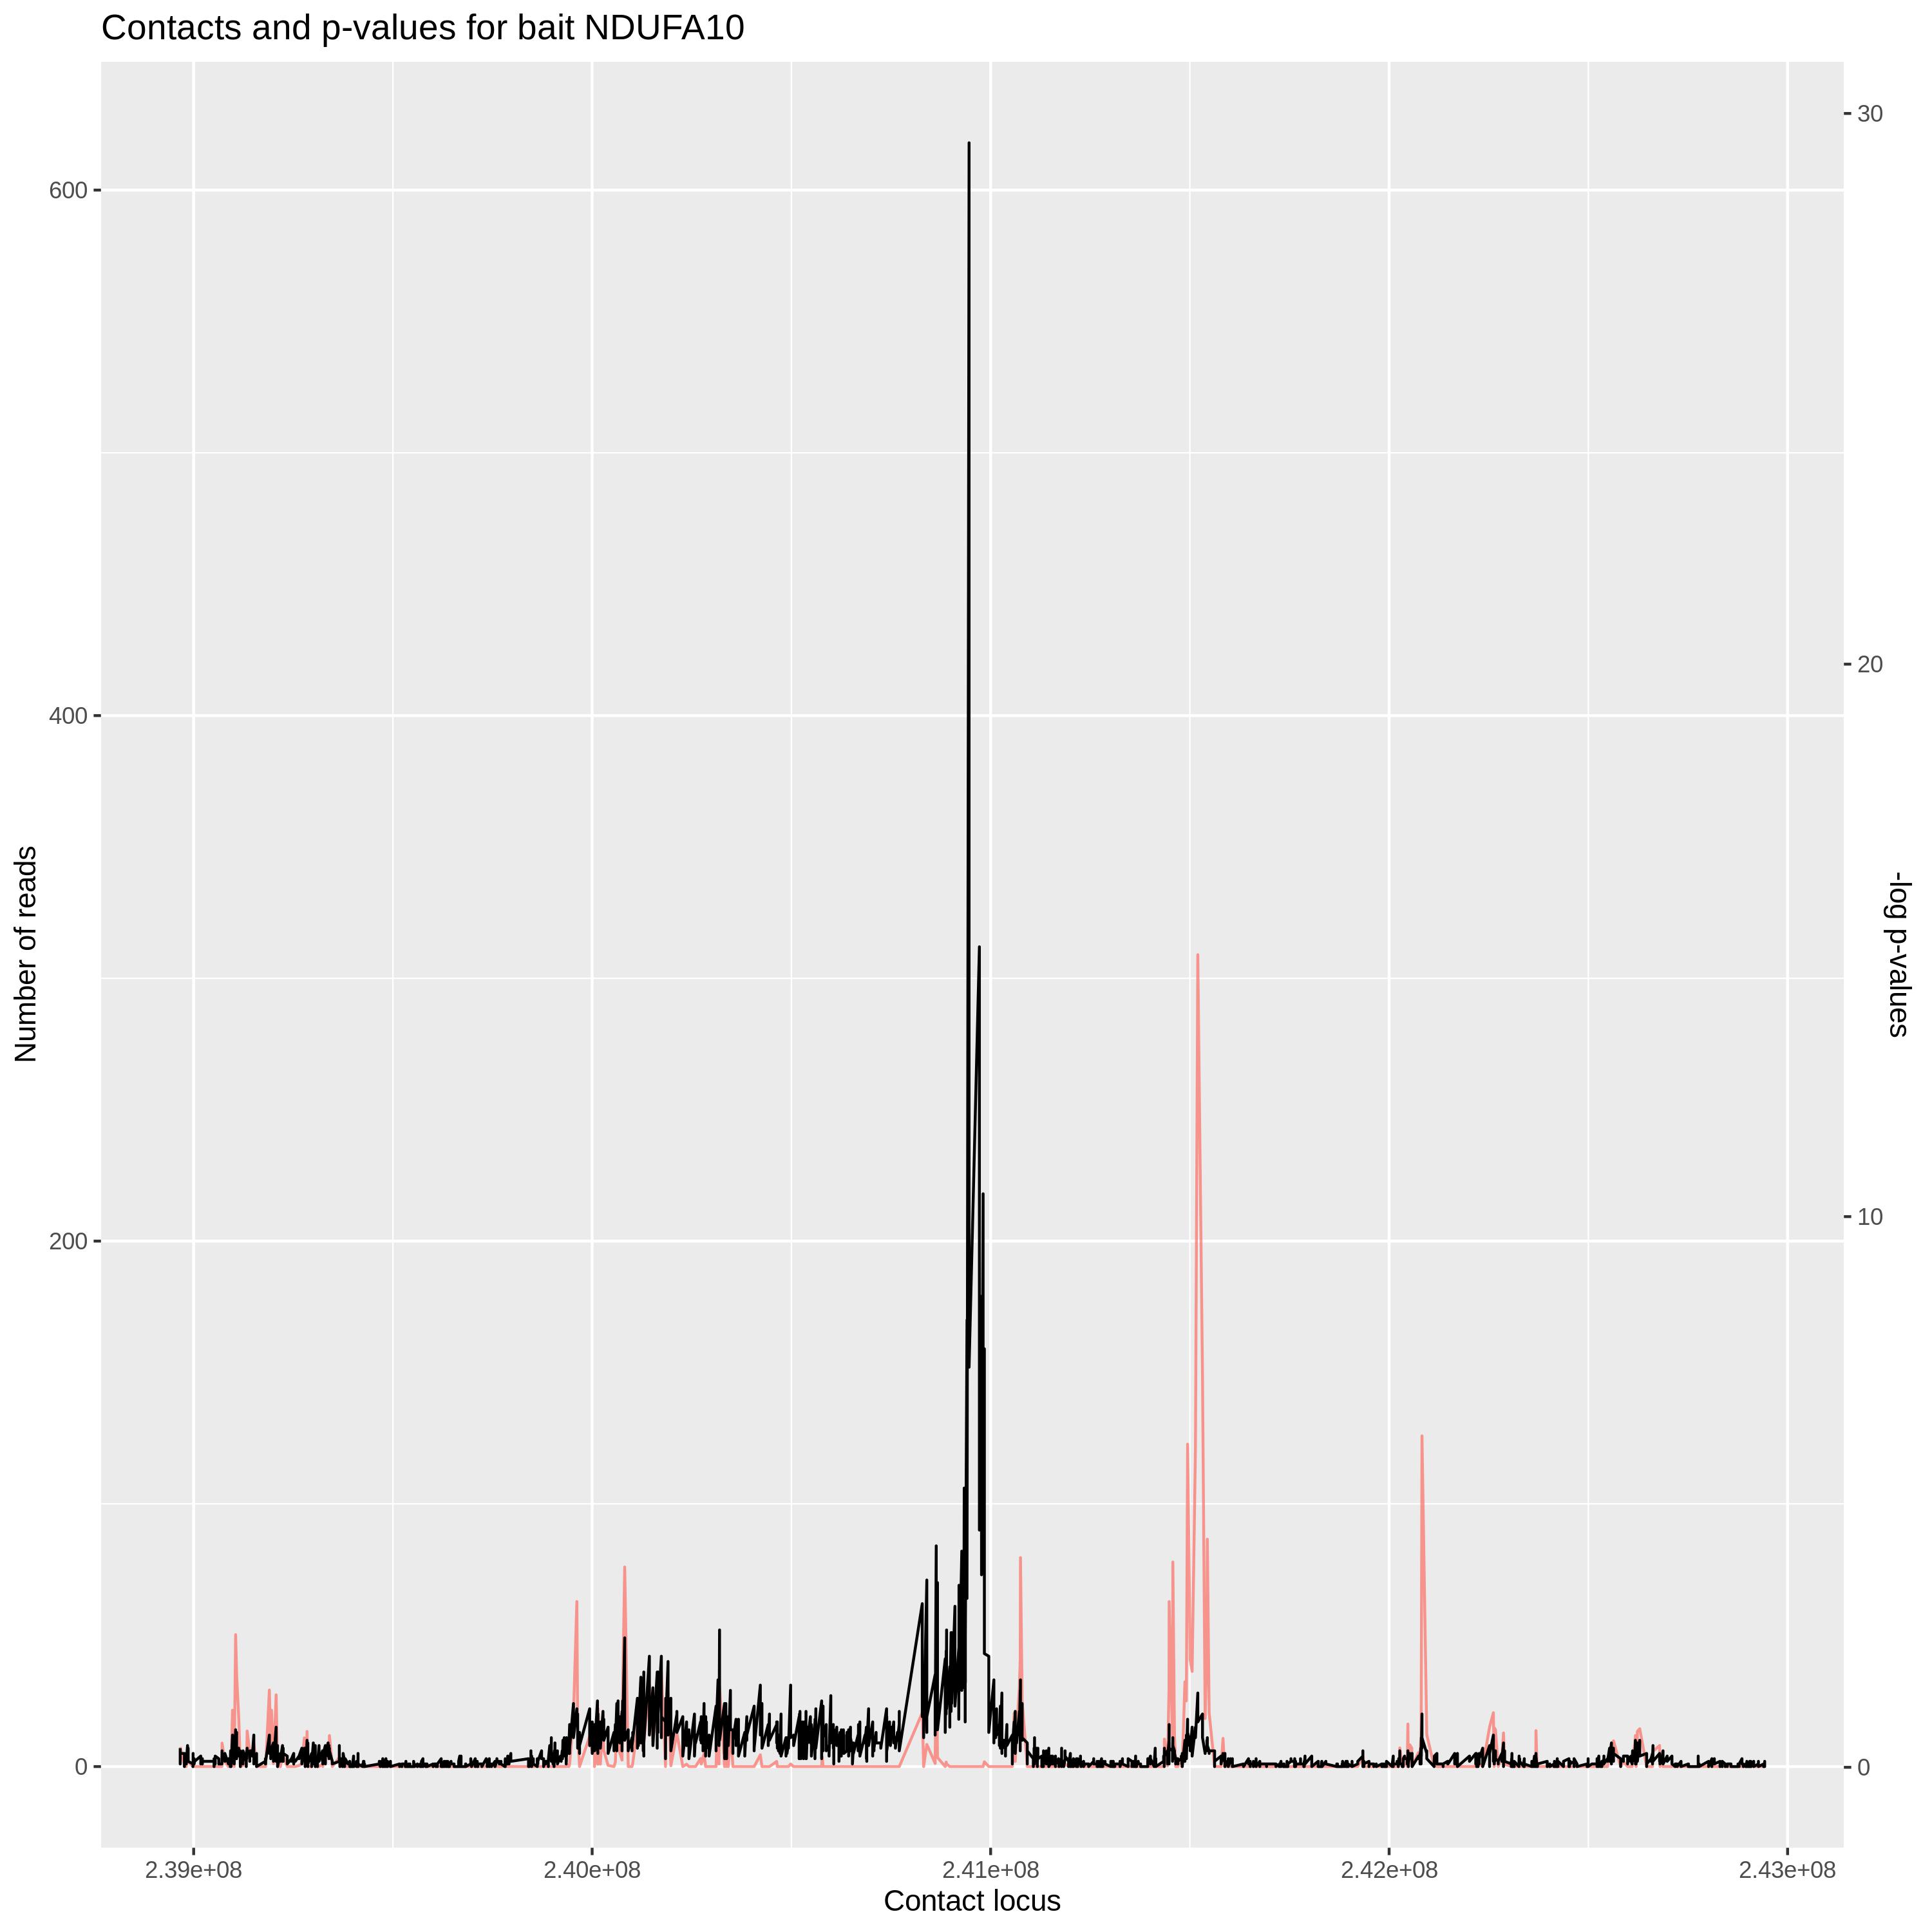 Contacts and p-values for bait NDUFA10
30
600
20
400
Number of reads
-log p-values
10
200
0
0
2.39e+08
2.40e+08
2.41e+08
2.42e+08
2.43e+08
Contact locus